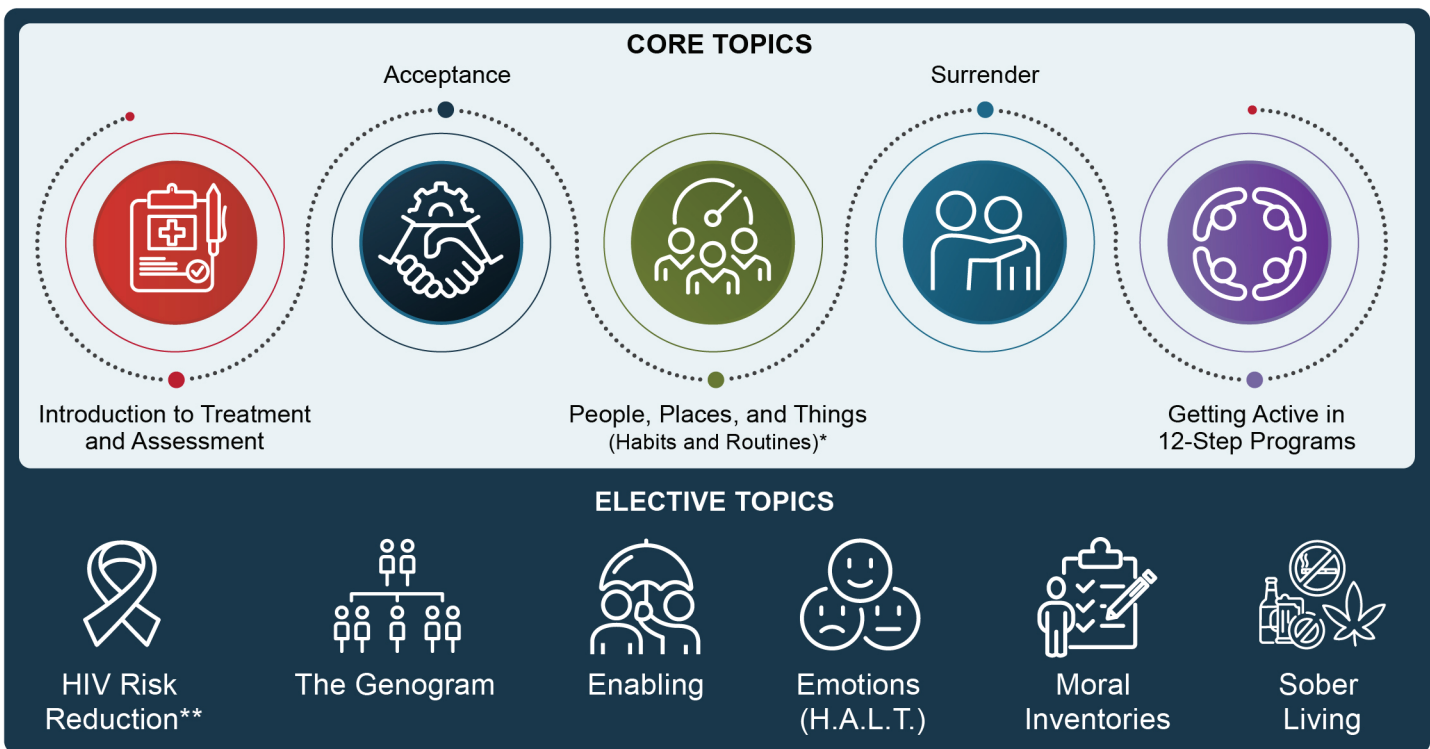 CORE TOPICS
Acceptance
Surrender
Introduction to Treatment
and Assessment
People, Places, and Things
(Habits and Routines)*
Getting Active in
12-Step Programs
ELECTIVE TOPICS
HIV Risk
Reduction**
The Genogram
Enabling
Emotions
(H.A.L.T.)
Moral
Inventories
Sober
Living